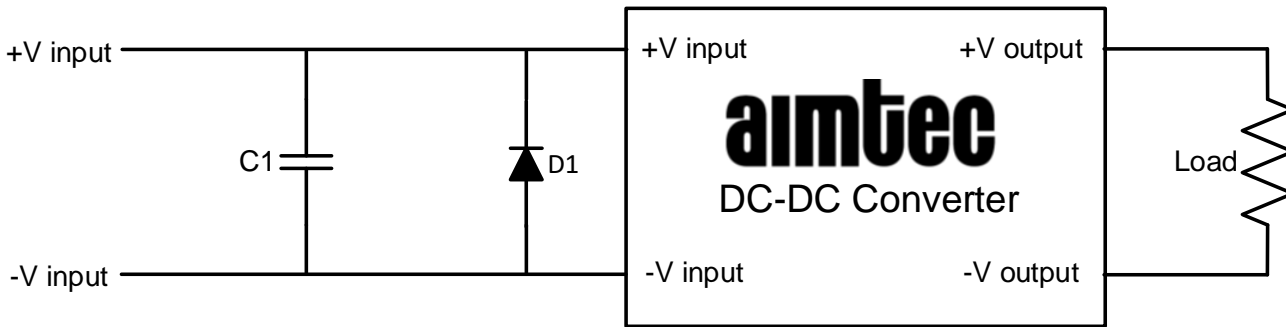 +V input
+V input
+V output
aimtec
C1
D1
Load
DC-DC Converter
-V input
-V input
-V output